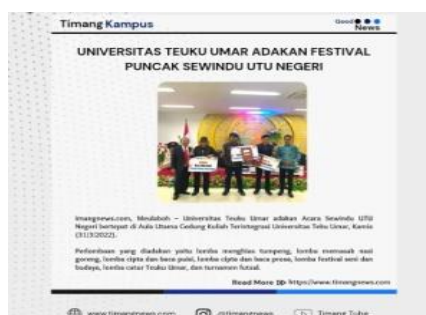 Timang Kampus
Good
News
UNIVERSITAS TEUKU UMAR ADAKAN FESTIVAL
PUNCAK SEWINDU UTU NEGERI
Imangnews.com, Meulaboh – Universitas Teuku Umar adakan Acara Sewindu UTU
Negeri bertepat di Aula Utama Gedung Kuliah Terintegrasi Universitas Teku Umar, Kamis
(31/3/2022).
Perlombaan yang diadakan yaitu lomba menghias tumpeng, lomba memasak nasi
goreng, lomba cipta dan baca puisi, lomba cipta dan baca prosa, lomba festival seni dan
budaya, lomba catur Teuku Umar, dan turnamen futsal.
Read More https://www.timangnews.com
www.timangnews.com @timangnews Timang Tube